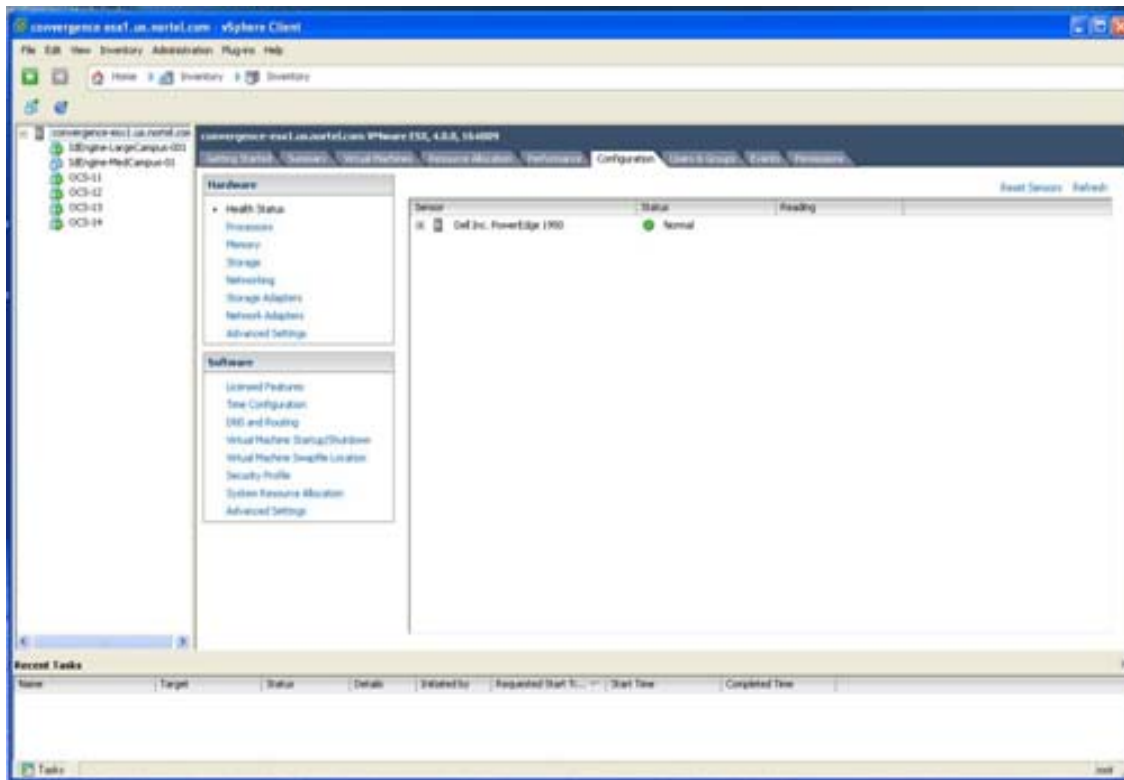 convergence-esx1.us.nortel.com - vSphere Client
File Edit View Inventory Administration Plug-ins Help
Home Inventory Inventory
convergence-esx1.us.nortel.com
IdEngine-LargeCampus-001
IdEngine-MedCampus-01
OCS-11
OCS-12
OCS-13
OCS-14
convergence-esx1.us.nortel.com VMware ESX, 4.0.0, 164009
Getting Started Summary Virtual Machines Resource Allocation Performance Configuration Users & Groups Events Permissions
Hardware
Health Status
Processors
Memory
Storage
Networking
Storage Adapters
Network Adapters
Advanced Settings
Software
Licensed Features
Time Configuration
DNS and Routing
Virtual Machine Startup/Shutdown
Virtual Machine Swapfile Location
Security Profile
System Resource Allocation
Advanced Settings
Reset Sensors Refresh
Sensor Status Reading
Dell Inc. PowerEdge 1950 Normal
Recent Tasks
Name Target Status Details Initiated by Requested Start Ti... Start Time Completed Time
Tasks root